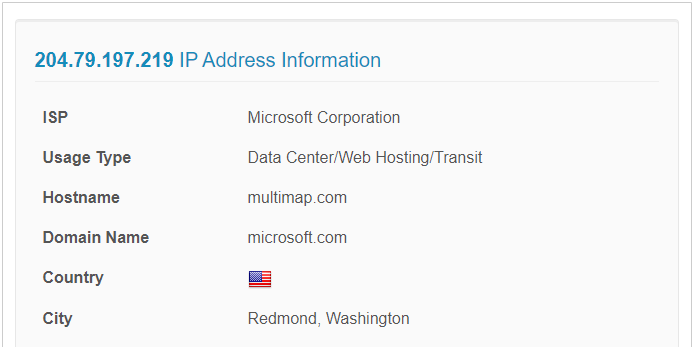 204.79.197.219 IP Address Information
ISP Microsoft Corporation
Usage Type Data Center/Web Hosting/Transit
Hostname multimap.com
Domain Name microsoft.com
Country
City Redmond, Washington